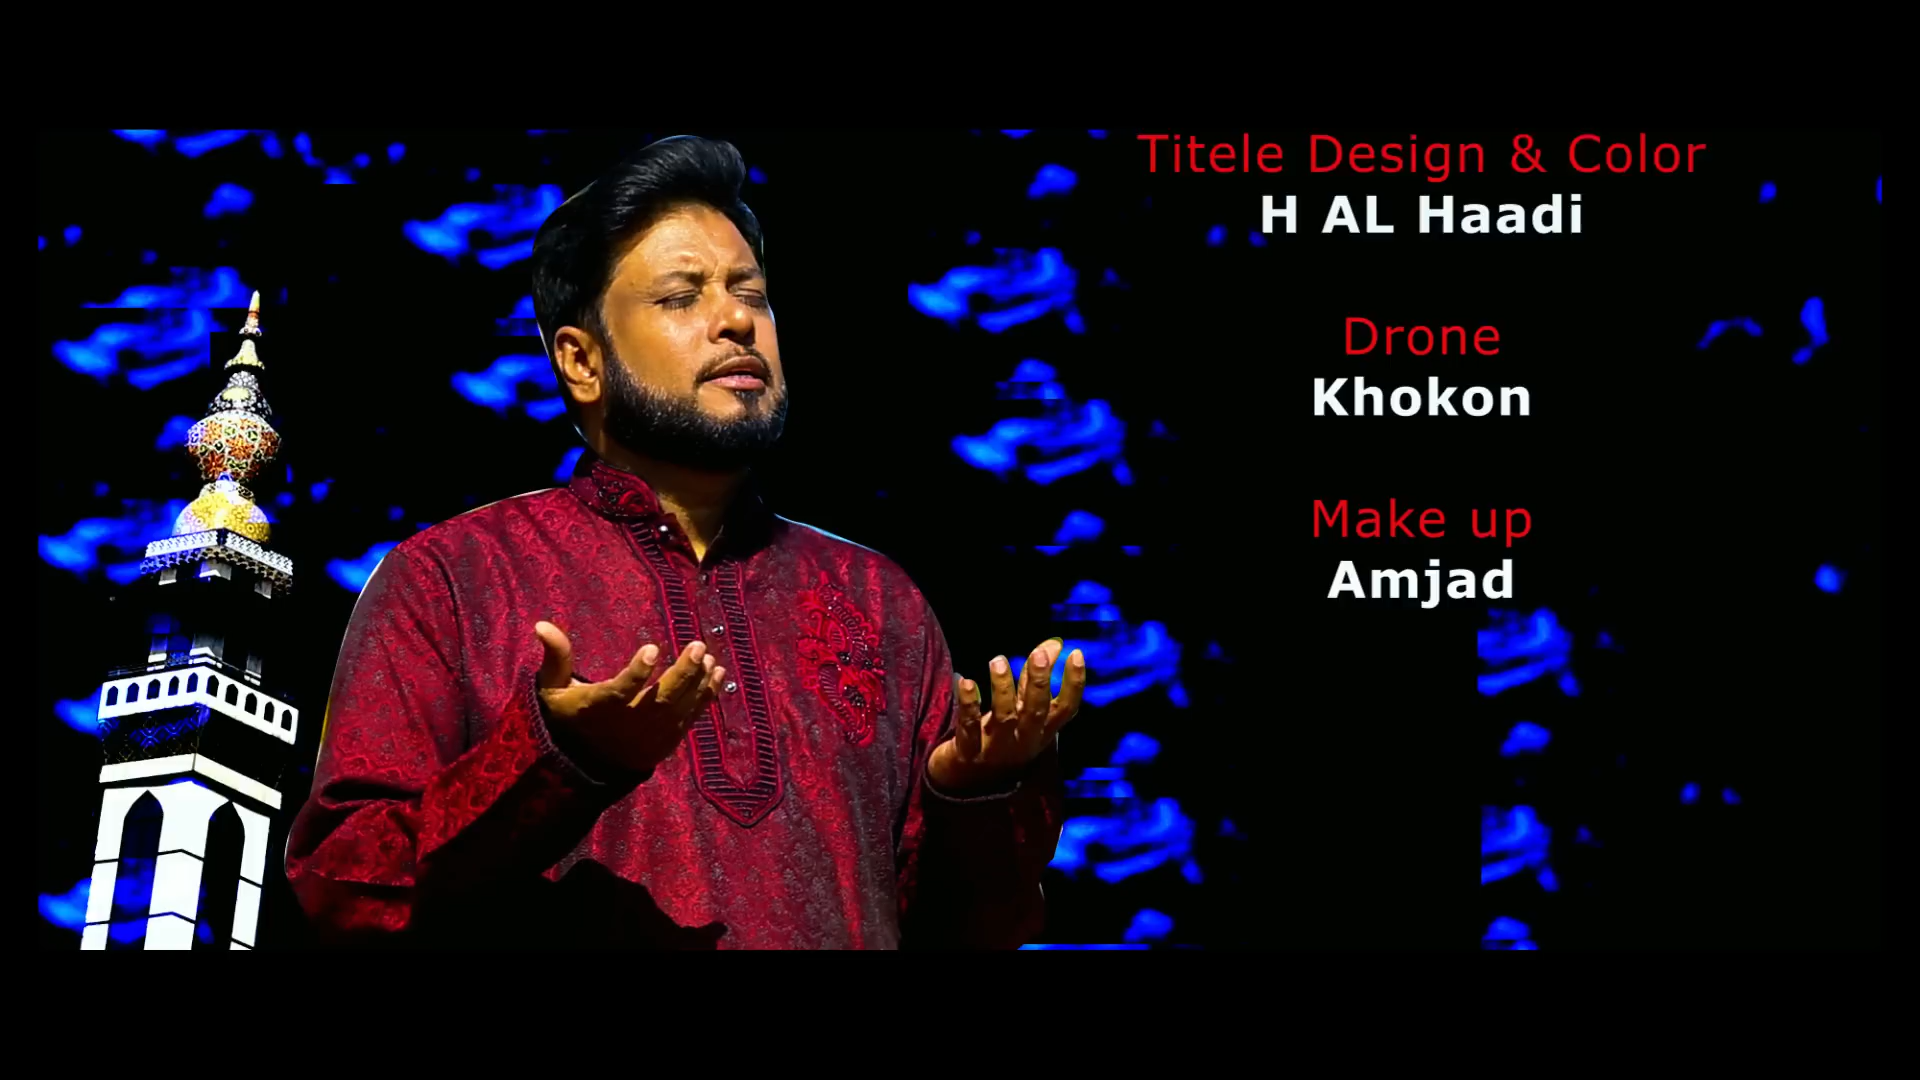 Titele Design & Color
H AL Haadi
Drone
Khokon
Make up
Amjad